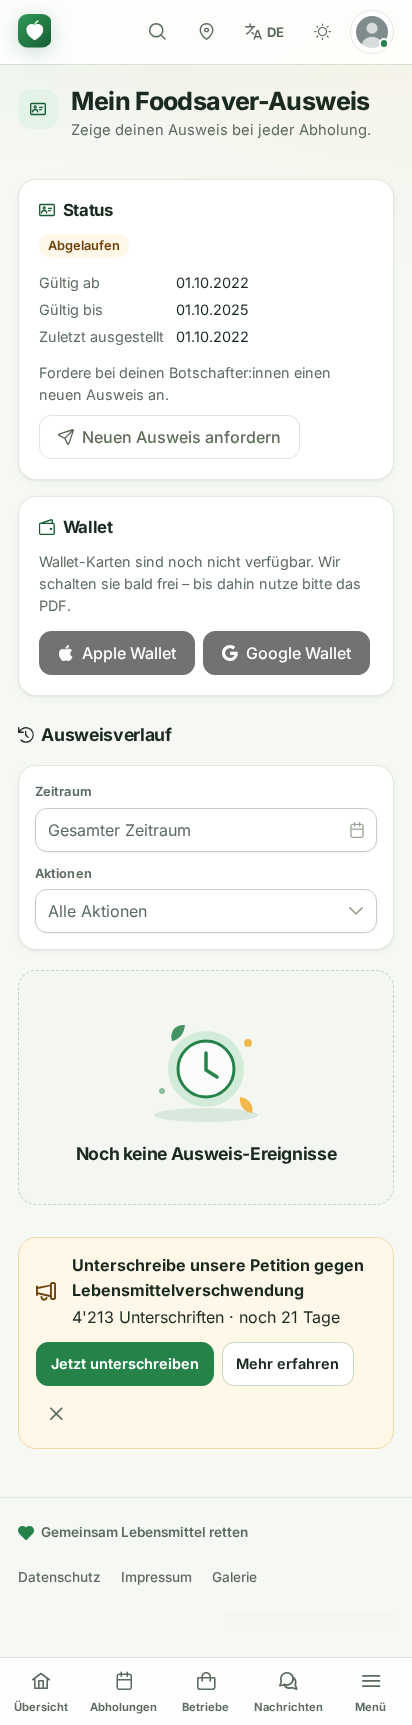 DE
Mein Foodsaver-Ausweis
Zeige deinen Ausweis bei jeder Abholung.
Status
Abgelaufen
Gültig ab 01.10.2022
Gültig bis 01.10.2025
Zuletzt ausgestellt 01.10.2022
Fordere bei deinen Botschafter:innen einen
neuen Ausweis an.
Neuen Ausweis anfordern
Wallet
Wallet-Karten sind noch nicht verfügbar. Wir
schalten sie bald frei – bis dahin nutze bitte das
PDF.
Apple Wallet Google Wallet
Ausweisverlauf
Zeitraum
Gesamter Zeitraum
Aktionen
Alle Aktionen
Noch keine Ausweis-Ereignisse
Unterschreibe unsere Petition gegen
Lebensmittelverschwendung
4'213 Unterschriften · noch 21 Tage
Jetzt unterschreiben Mehr erfahren
Gemeinsam Lebensmittel retten
Datenschutz Impressum Galerie
Übersicht Abholungen Betriebe Nachrichten Menü